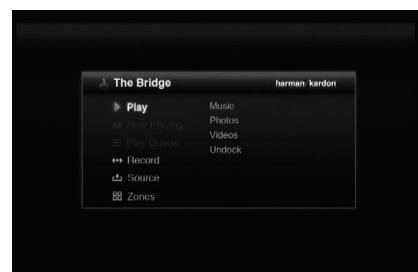 The Bridge
harman/kardon
Play
Now Playing
Play Queue
Record
Source
Zones
Music
Photos
Videos
Undock